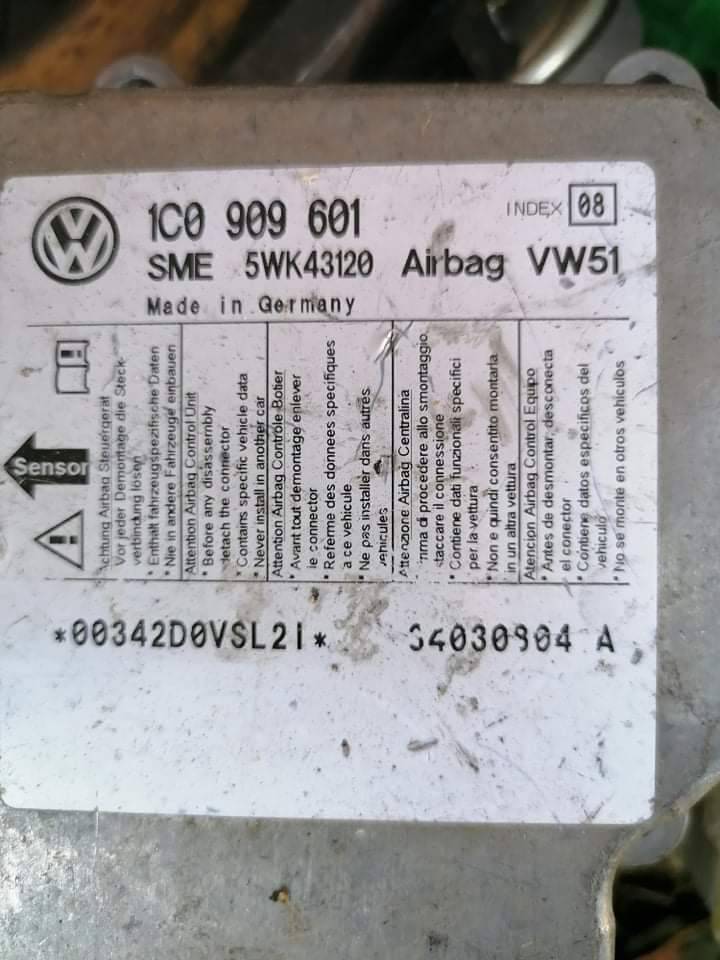 1C0 909 601
INDEX 08
SME 5WK43120 Airbag VW51
Made in Germany
Sensor
Achtung Airbag Steuergerät
Vor jeder Demontage die Steck-
verbindung lösen
* Enthält fahrzeugspezifische Daten
* Nie in andere Fahrzeuge einbauen
Attention Airbag Control Unit
* Before any disassembly
detach the connector
* Contains specific vehicle data
* Never install in another car
Attention Airbag Contrôle Boîtier
* Avant tout démontage enlever
le connector
* Referme des donnees spécifiques
a ce vehicule
* Ne pas installer dans autres
vehicules
Attenzione Airbag Centralina
* Prima di procedere allo smontaggio
staccare il connessione
* Contiene dati funzionali specifici
per la vettura
* Non e quindi consentito montarla
in un altra vettura
Atencion Airbag Control Equipo
* Antes de desmontar, desconecta
el conector
* Contiene datos especificos del
vehiculo
* No se monte en otros vehiculos
*00342D0VSL2I*
A